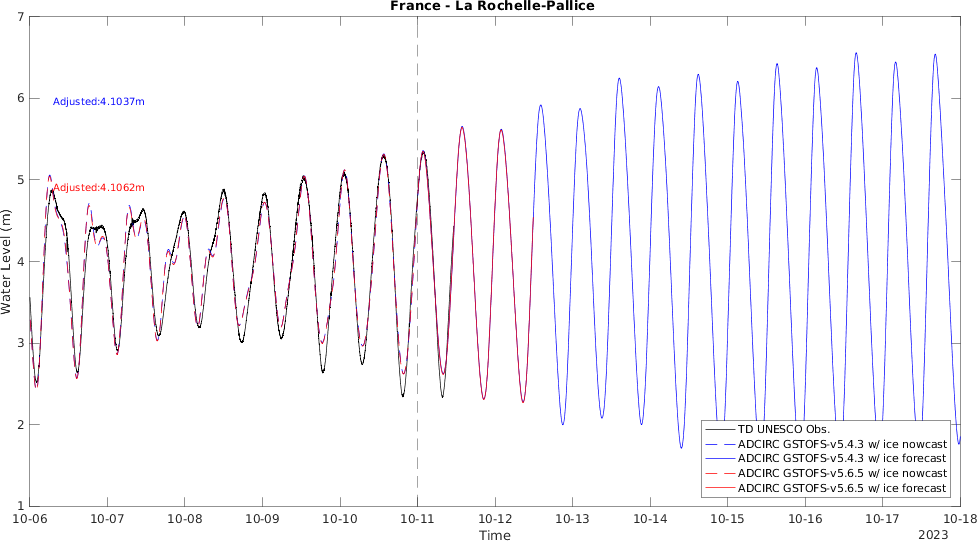 France - La Rochelle-Pallice
7
6
5
4
3
2
1
Water Level (m)
Adjusted:4.1037m
Adjusted:4.1062m
TD UNESCO Obs.
ADCIRC GSTOFS-v5.4.3 w/ ice nowcast
ADCIRC GSTOFS-v5.4.3 w/ ice forecast
ADCIRC GSTOFS-v5.6.5 w/ ice nowcast
ADCIRC GSTOFS-v5.6.5 w/ ice forecast
10-06 10-07 10-08 10-09 10-10 10-11 10-12 10-13 10-14 10-15 10-16 10-17 10-18
Time
2023